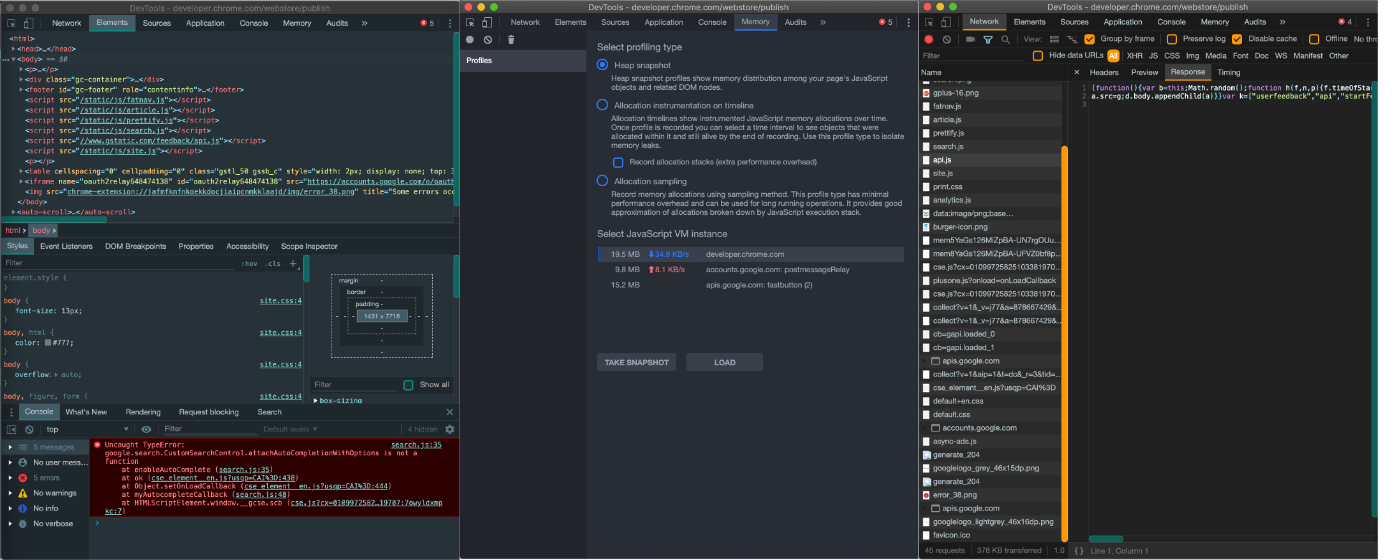 DevTools - developer.chrome.com/webstore/publish
Network Elements Sources Application Console Memory Audits » 5
<html>
<head>…</head>
<body> == $0
<p>…</p>
<div class="gc-container">…</div>
<footer id="gc-footer" role="contentinfo">…</footer>
<script src="/static/js/fatnav.js"></script>
<script src="/static/js/article.js"></script>
<script src="/static/js/prettify.js"></script>
<script src="/static/js/search.js"></script>
<script src="//www.gstatic.com/feedback/api.js"></script>
<script src="/static/js/site.js"></script>
<p></p>
<table cellspacing="0" cellpadding="0" class="gstl_50 gssb_c" style="width: 2px; display: none; top: 3
<iframe name="oauth2relay648474138" id="oauth2relay648474138" src="https://accounts.google.com/o/oauth
<img src="chrome-extension://jafmfknfnkoekkdocjiaipcnmkklaajd/img/error_38.png" title="Some errors occ
</body>
<auto-scroll>…</auto-scroll>
html body
Styles Event Listeners DOM Breakpoints Properties Accessibility Scope Inspector
Filter :hov .cls +
element.style {
}
body { site.css:4
font-size: 13px;
}
body, html { site.css:4
color: #777;
}
body { site.css:4
overflow: auto;
}
body, figure, form { site.css:4
margin -
border -
padding -
1431 × 7718
Filter Show all
box-sizing
Console What's New Rendering Request blocking Search
top Filter Default levels 4 hidden
5 messages
No user mess…
5 errors
No warnings
No info
No verbose
Uncaught TypeError: search.js:35
google.search.CustomSearchControl.attachAutoCompletionWithOptions is not a
function
at enableAutoComplete (search.js:35)
at ok (cse_element__en.js?usqp=CAI%3D:438)
at Object.setOnLoadCallback (cse_element__en.js?usqp=CAI%3D:444)
at myAutocompleteCallback (search.js:48)
at HTMLScriptElement.window.__gcse.scb (cse.js?cx=0109972582…19707:7owyldxmp
kc:7)
DevTools - developer.chrome.com/webstore/publish
Network Elements Sources Application Console Memory Audits » 5
Profiles
Select profiling type
Heap snapshot
Heap snapshot profiles show memory distribution among your page's JavaScript
objects and related DOM nodes.
Allocation instrumentation on timeline
Allocation timelines show instrumented JavaScript memory allocations over time.
Once profile is recorded you can select a time interval to see objects that were
allocated within it and still alive by the end of recording. Use this profile type to isolate
memory leaks.
Record allocation stacks (extra performance overhead)
Allocation sampling
Record memory allocations using sampling method. This profile type has minimal
performance overhead and can be used for long running operations. It provides good
approximation of allocations broken down by JavaScript execution stack.
Select JavaScript VM instance
19.5 MB 34.9 KB/s developer.chrome.com
9.8 MB 8.1 KB/s accounts.google.com: postmessageRelay
15.2 MB apis.google.com: fastbutton (2)
TAKE SNAPSHOT LOAD
DevTools - developer.chrome.com/webstore/publish
Network Elements Sources Application Console Memory Audits » 4
View: Group by frame Preserve log Disable cache Offline No thr
Filter Hide data URLs All XHR JS CSS Img Media Font Doc WS Manifest Other
Name
gplus-16.png
fatnav.js
article.js
prettify.js
search.js
api.js
site.js
print.css
analytics.js
data:image/png;base…
burger-icon.png
mem5YaGs126MiZpBA-UN7rgOUu…
mem8YaGs126MiZpBA-UFVZ0bf8p…
cse.js?cx=01099725825103381970…
plusone.js?onload=onLoadCallback
cse.js?cx=01099725825103381970…
collect?v=1&_v=j77&a=878667429&…
collect?v=1&_v=j77&a=878667429&…
cb=gapi.loaded_0
cb=gapi.loaded_1
apis.google.com
collect?v=1&aip=1&t=dc&_r=3&tid=…
cse_element__en.js?usqp=CAI%3D
default+en.css
default.css
accounts.google.com
async-ads.js
generate_204
googlelogo_grey_46x15dp.png
generate_204
error_38.png
apis.google.com
googlelogo_lightgrey_46x16dp.png
favicon.ico
45 requests 378 KB transferred 1.0
× Headers Preview Response Timing
1 (function(){var b=this;Math.random();function h(f,n,p){f.timeOfSta
2 a.src=g;d.body.appendChild(a)}}var k=["userfeedback","api","startFe
3
{ } Line 1, Column 1